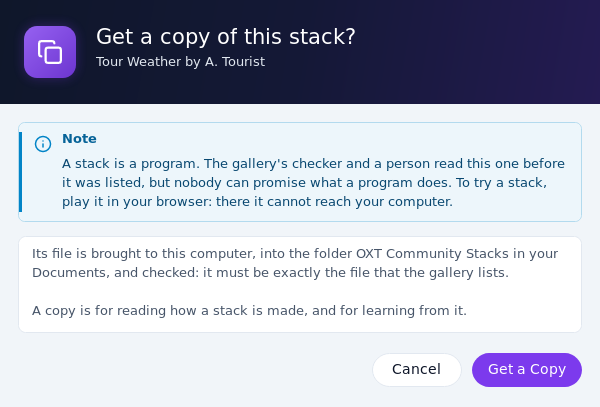 Get a copy of this stack?
Tour Weather by A. Tourist
Note
A stack is a program. The gallery's checker and a person read this one before
it was listed, but nobody can promise what a program does. To try a stack,
play it in your browser: there it cannot reach your computer.
Its file is brought to this computer, into the folder OXT Community Stacks in your
Documents, and checked: it must be exactly the file that the gallery lists.
A copy is for reading how a stack is made, and for learning from it.
Cancel
Get a Copy